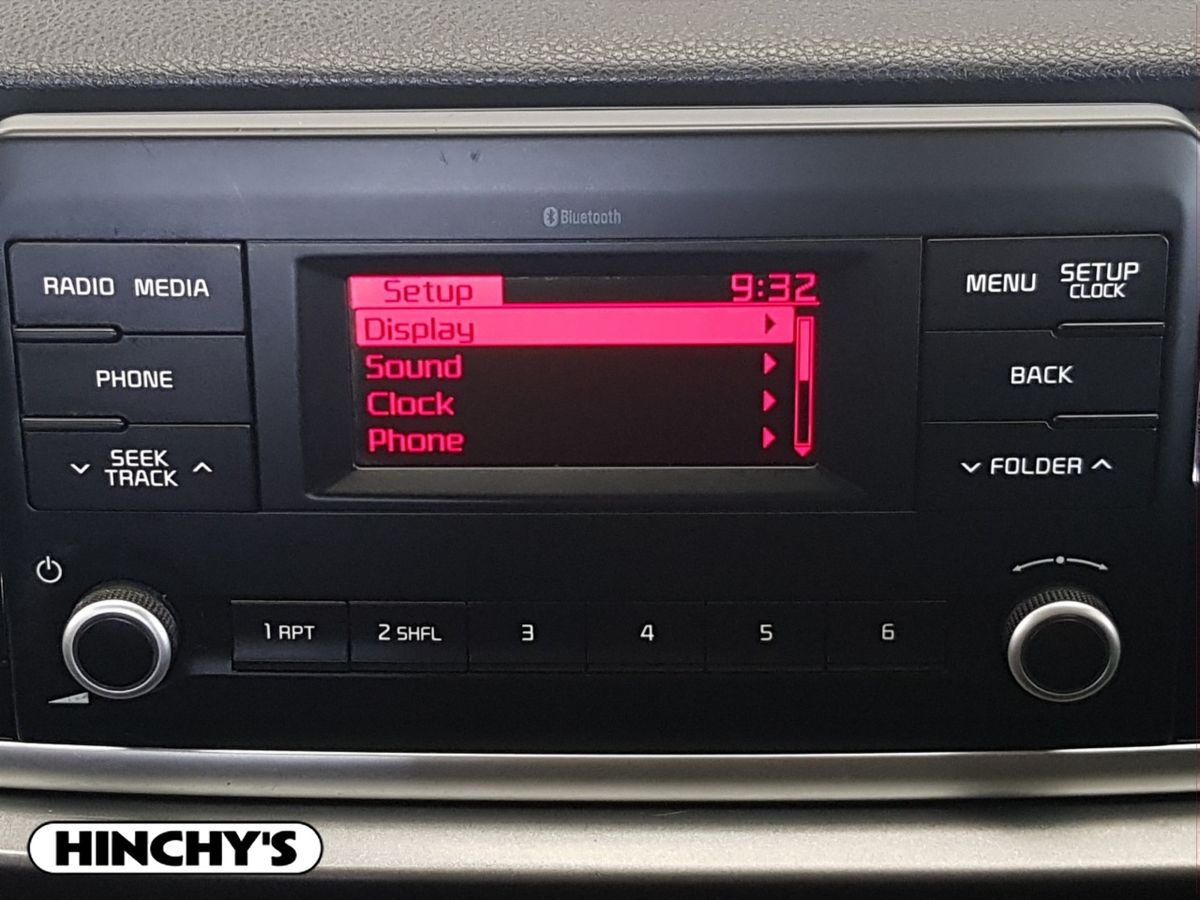 Bluetooth
RADIO MEDIA
PHONE
SEEK
TRACK
Setup 9:32
Display
Sound
Clock
Phone
MENU SETUP
CLOCK
BACK
FOLDER
1 RPT 2 SHFL 3 4 5 6
HINCHY'S